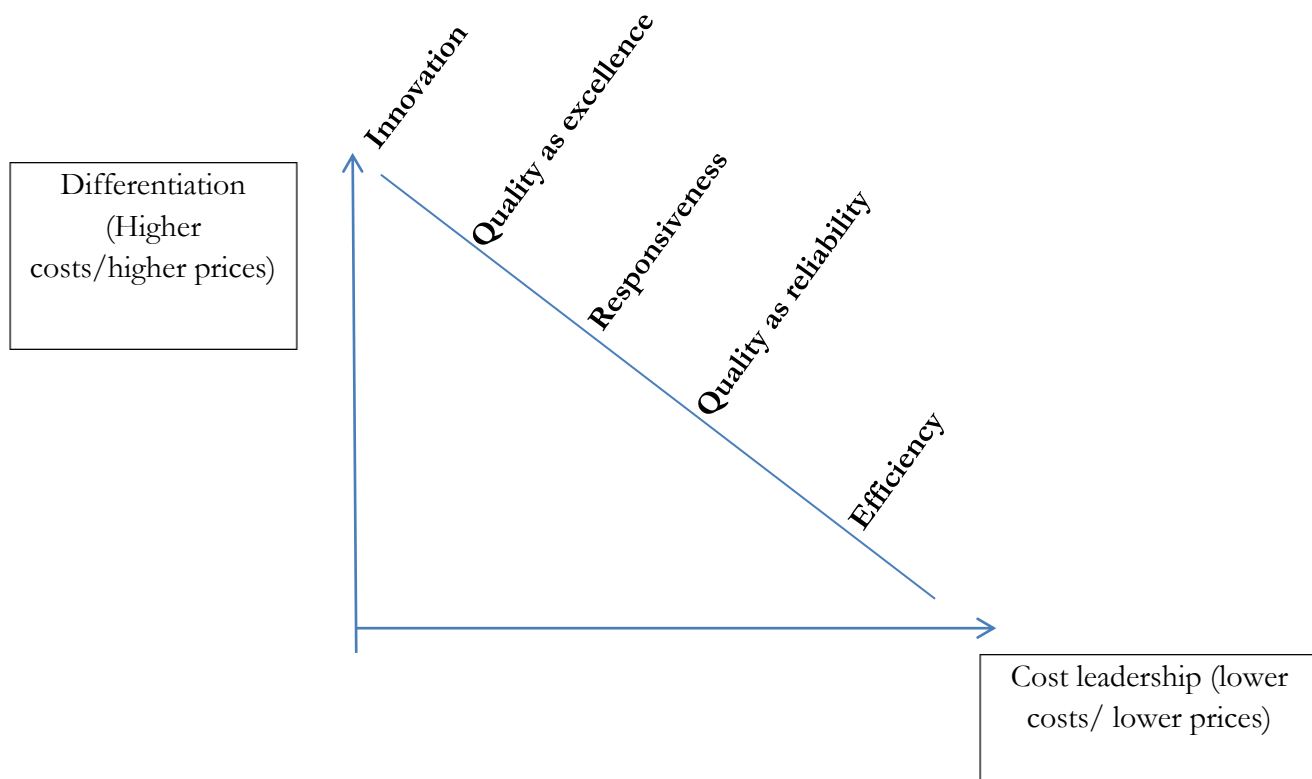 Innovation
Quality as excellence
Responsiveness
Quality as reliability
Efficiency
Differentiation
(Higher
costs/higher prices)
Cost leadership (lower
costs/ lower prices)